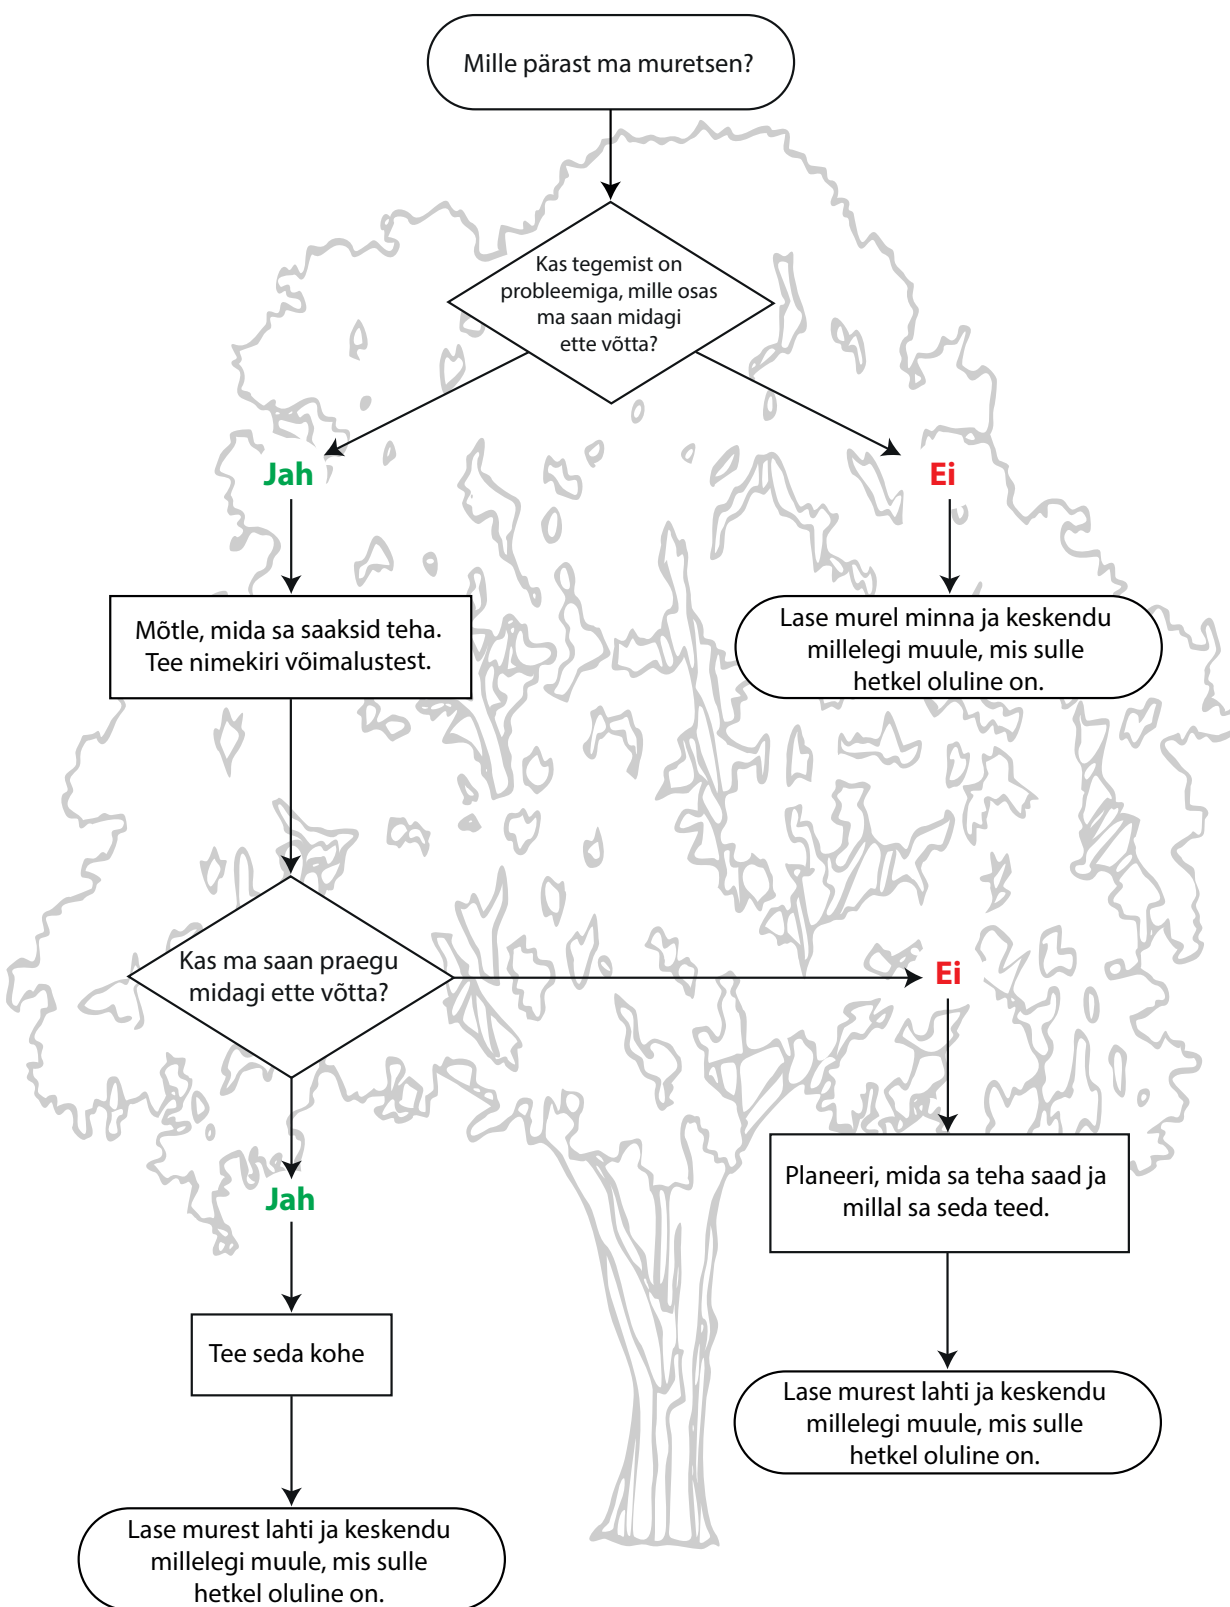 Mille pärast ma muretsen?
Kas tegemist on
probleemiga, mille osas
ma saan midagi
ette võtta?
Jah
Ei
Mõtle, mida sa saaksid teha.
Tee nimekiri võimalustest.
Lase murel minna ja keskendu
millelegi muule, mis sulle
hetkel oluline on.
Kas ma saan praegu
midagi ette võtta?
Ei
Jah
Planeeri, mida sa teha saad ja
millal sa seda teed.
Tee seda kohe
Lase murest lahti ja keskendu
millelegi muule, mis sulle
hetkel oluline on.
Lase murest lahti ja keskendu
millelegi muule, mis sulle
hetkel oluline on.